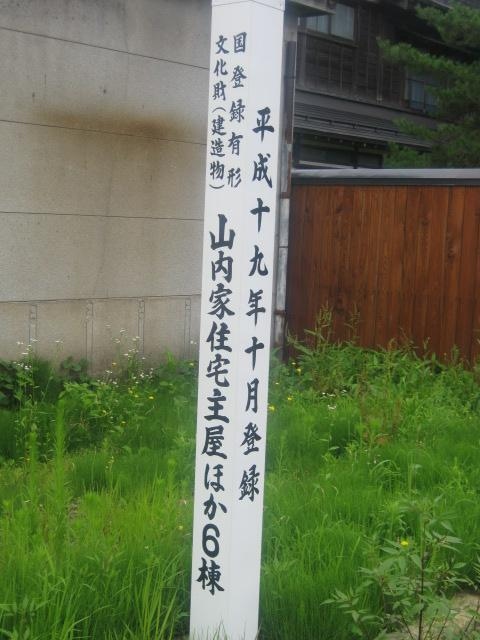 平成十九年十月登録
国登録有形
文化財(建造物)
山内家住宅主屋ほか6棟